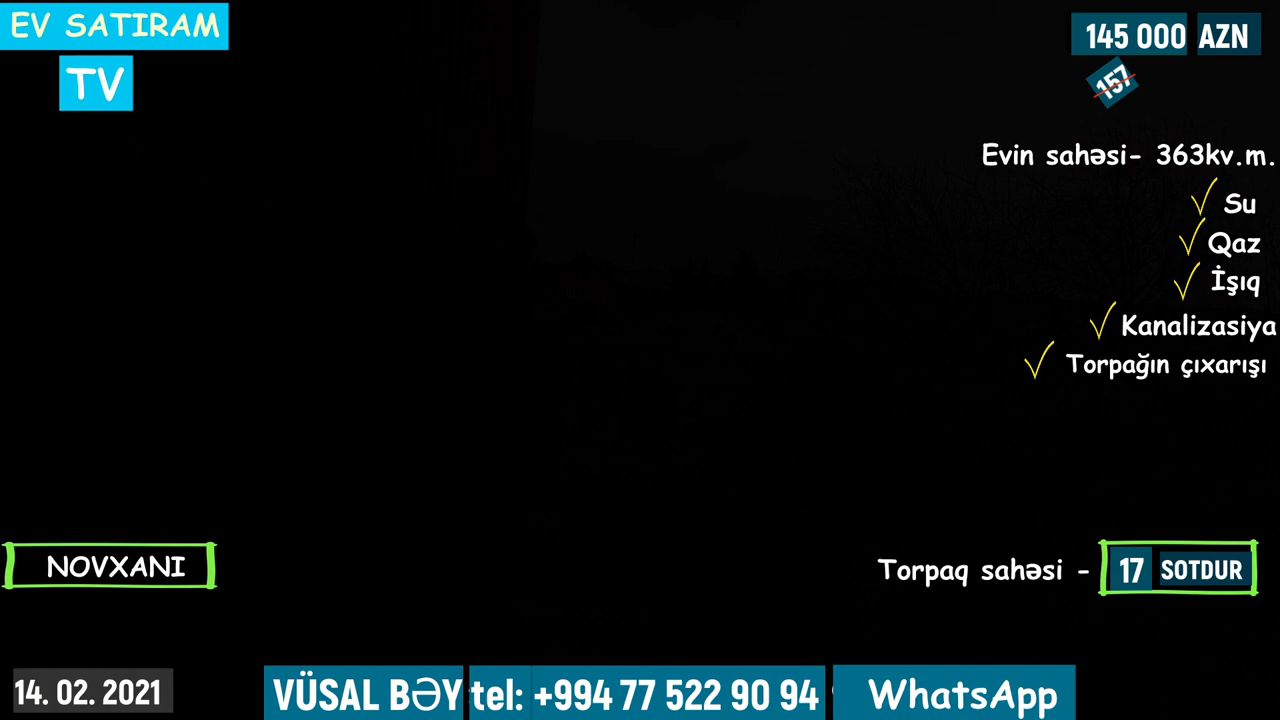 EV SATIRAM
TV
145 000 AZN
157
Evin sahəsi- 363kv.m.
Su
Qaz
İşıq
Kanalizasiya
Torpağın çıxarışı
NOVXANI
Torpaq sahəsi - 17 SOTDUR
14. 02. 2021
VÜSAL BƏY tel: +994 77 522 90 94 WhatsApp